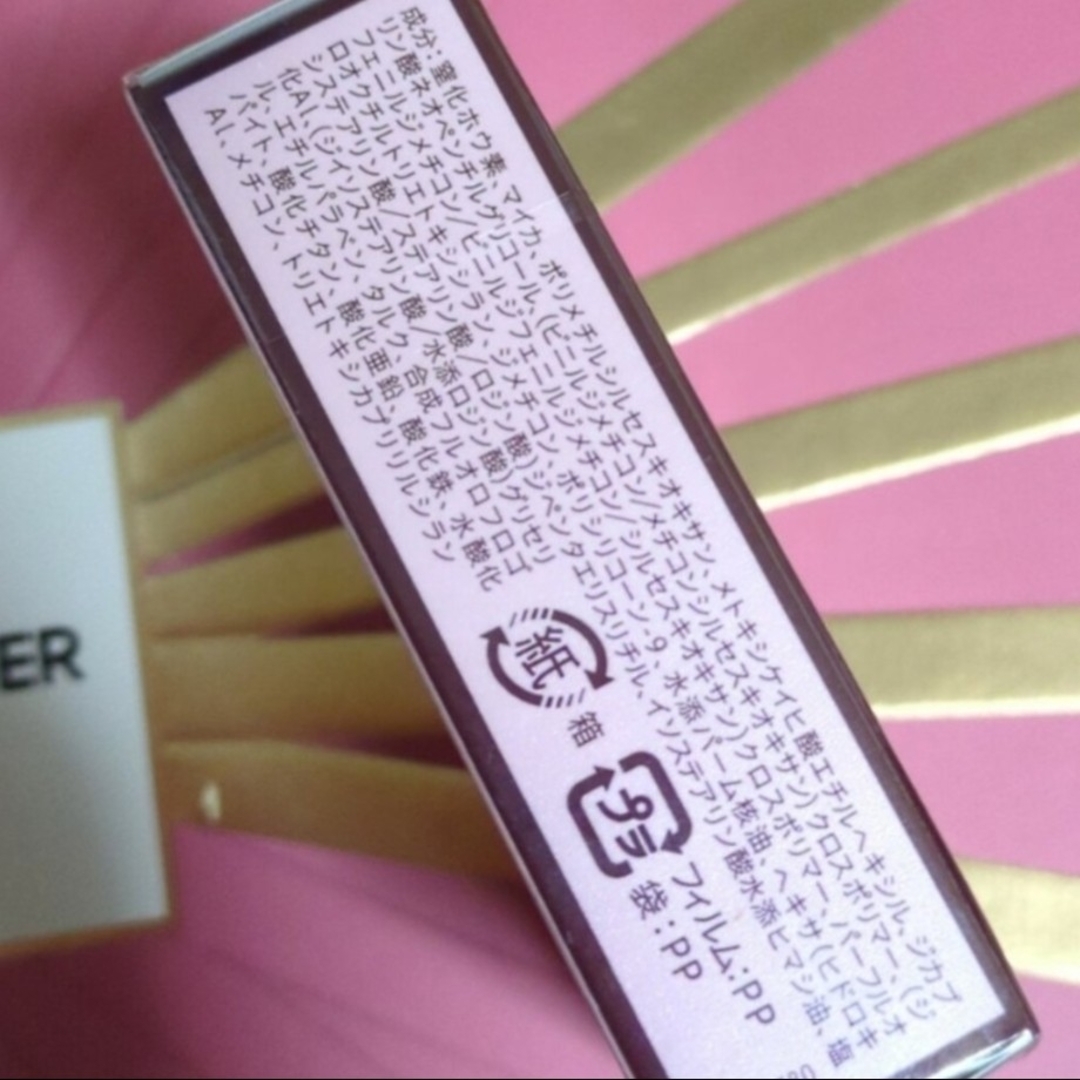 成分:窒化ホウ素、マイカ、ポリメチルシルセスキオキサン、メトキシケイヒ酸エチルヘキシル、ジカプ
リン酸ネオペンチルグリコール、(ビニルジメチコン/メチコンシルセスキオキサン)クロスポリマー、(ジ
フェニルジメチコン/ビニルジフェニルジメチコン/シルセスキオキサン)クロスポリマー、パーフルオ
ロオクチルトリエトキシシラン、ジメチコン、ポリシリコーン-9、水添パーム核油、ヘキサ(ヒドロキ
システアリン酸/ステアリン酸/ロジン酸)ジペンタエリスリチル、イソステアリン酸水添ヒマシ油、塩
化Al、(ジイソステアリン酸/水添ロジン酸)グリセリ
ル、エチルパラベン、タルク、合成フルオロフロゴ
パイト、酸化チタン、酸化亜鉛、酸化鉄、水酸化
Al、メチコン、トリエトキシカプリリルシラン
紙
箱
プラ
フィルム:PP
袋:PP
ER